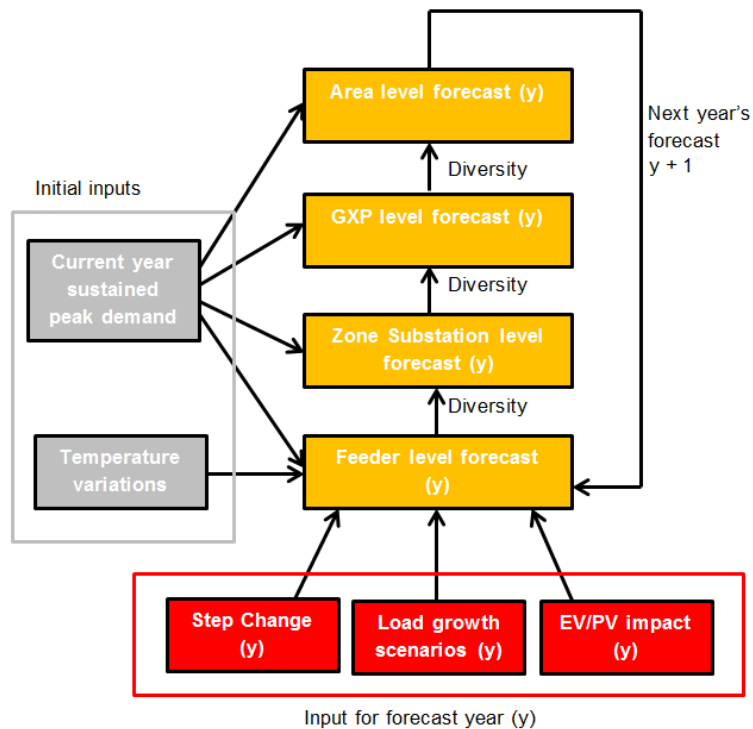 Area level forecast (y)
Next year's
forecast
y + 1
Diversity
Initial inputs
GXP level forecast (y)
Current year
sustained
peak demand
Diversity
Zone Substation level
forecast (y)
Diversity
Temperature
variations
Feeder level forecast
(y)
Step Change
(y)
Load growth
scenarios (y)
EV/PV impact
(y)
Input for forecast year (y)